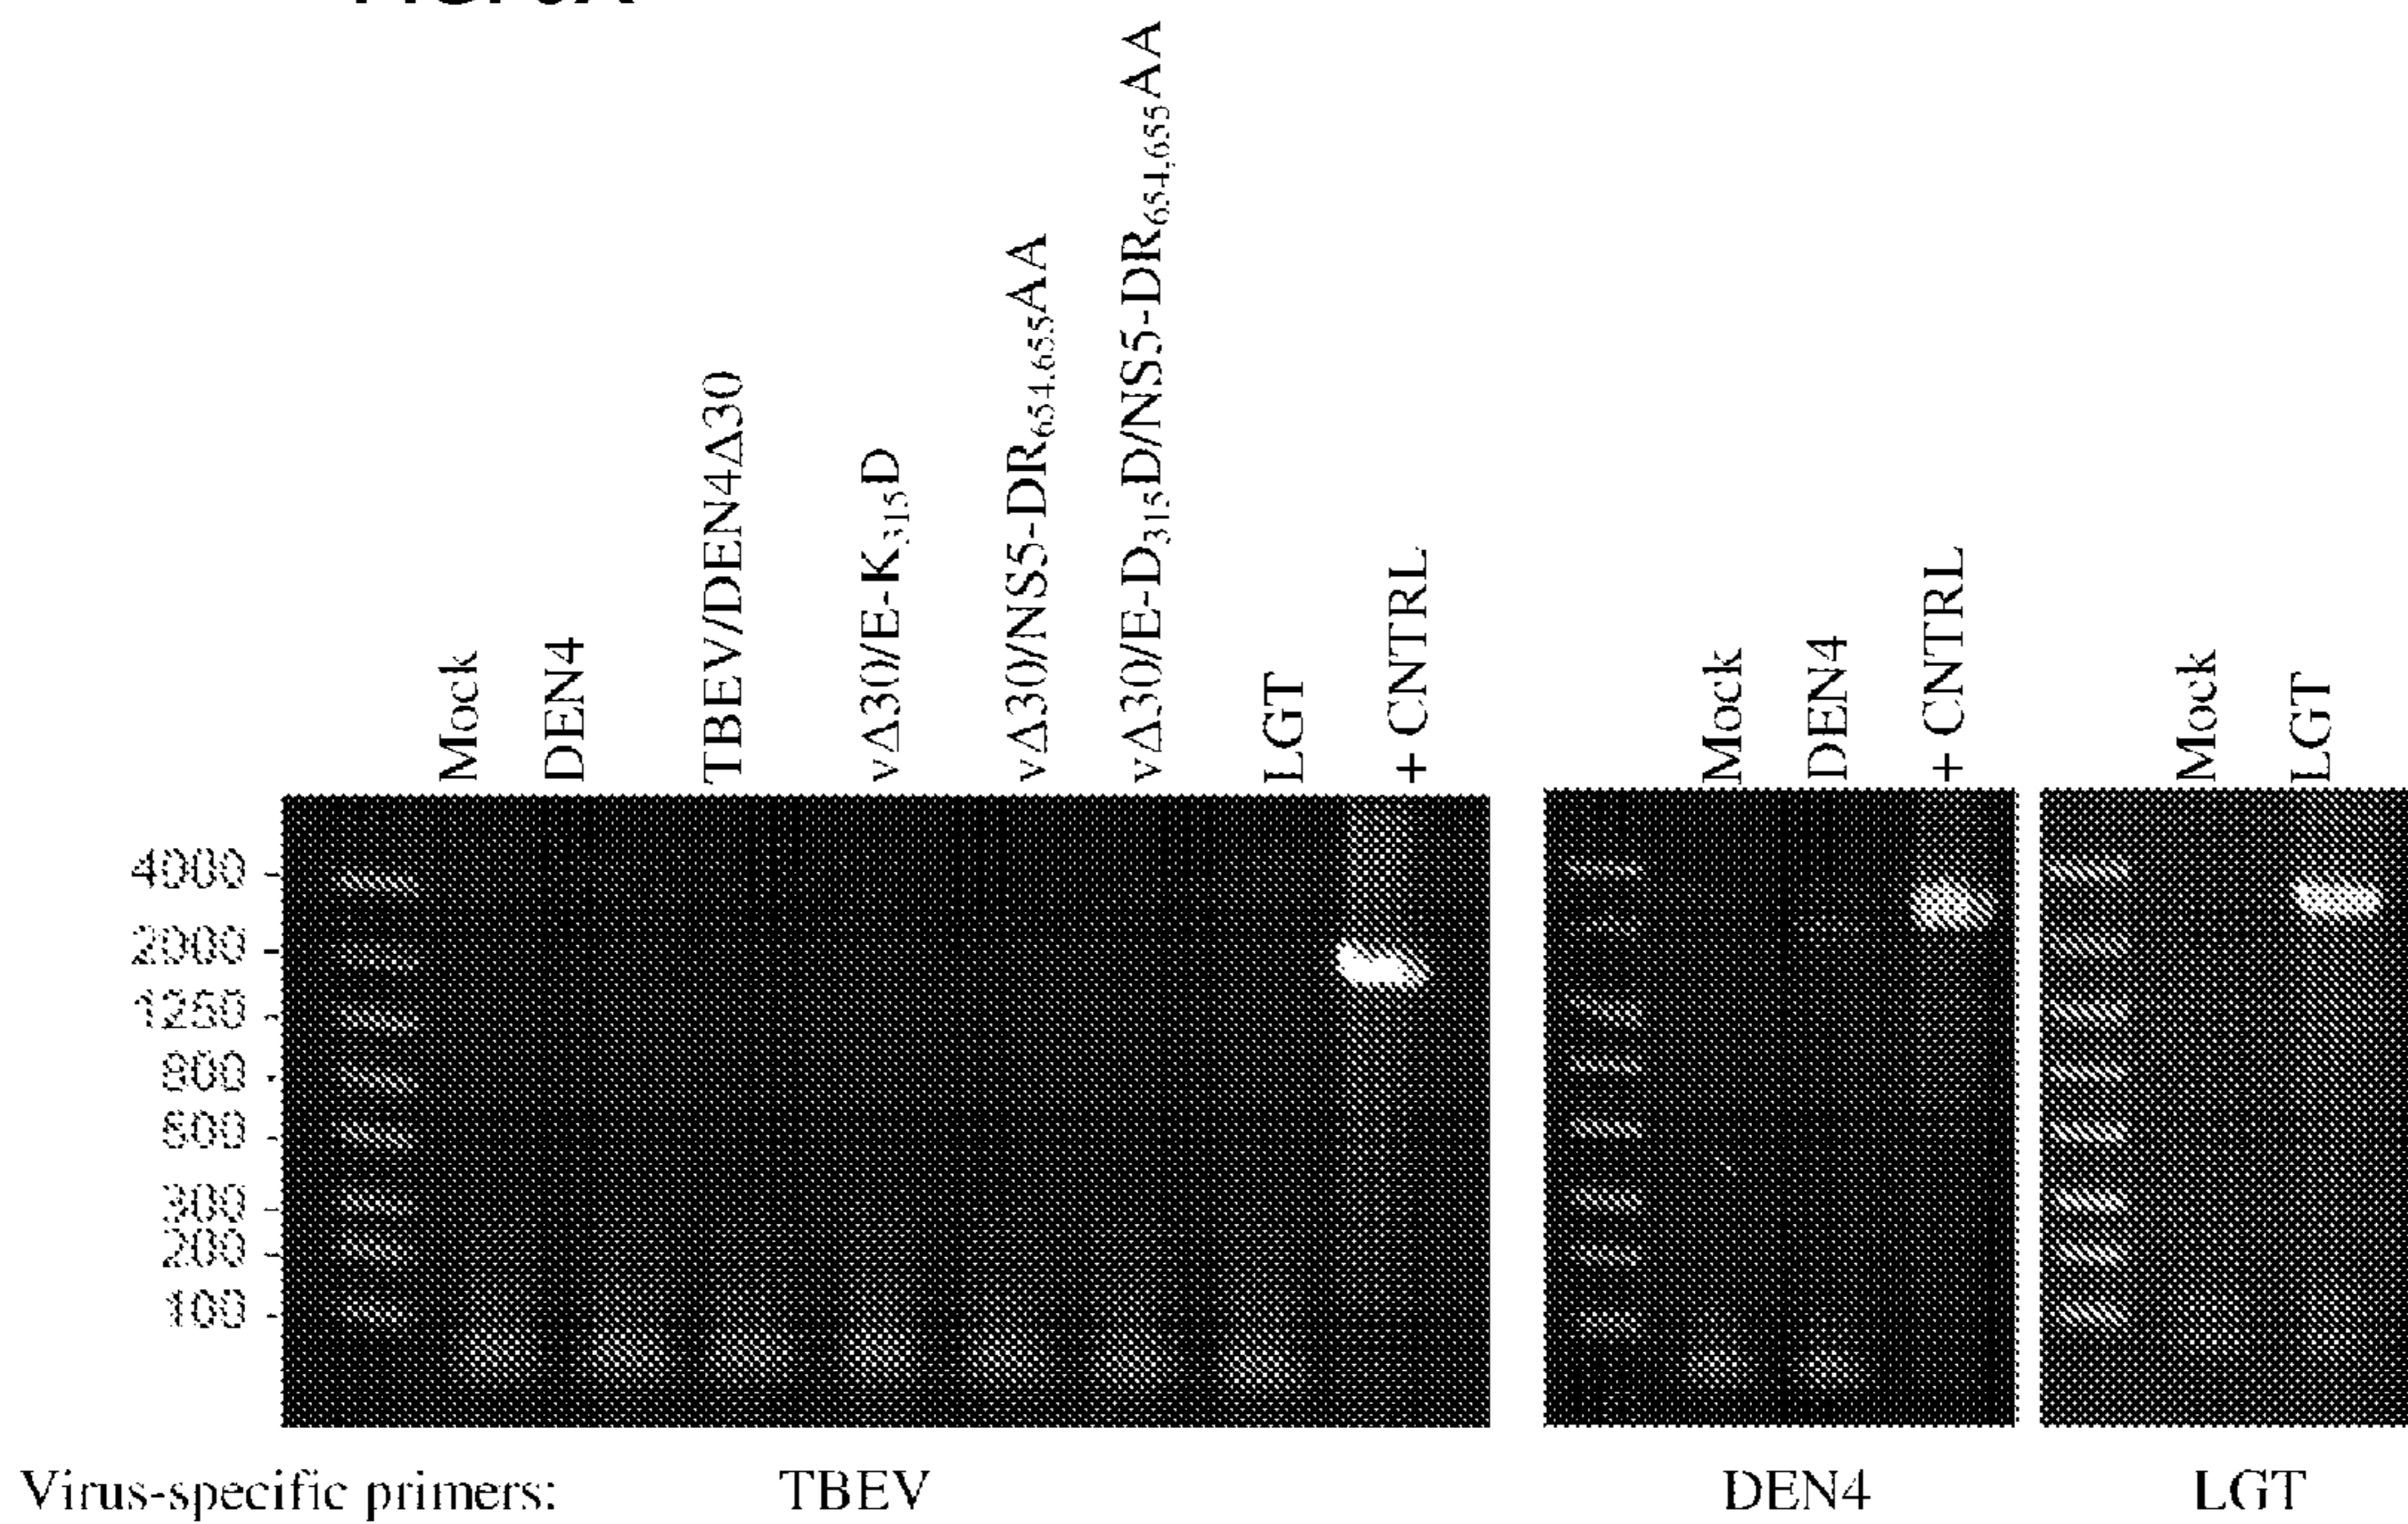 Mock
DEN4
TBEV/DEN4Δ30
vΔ30/E-K315D
vΔ30/NS5-DR654,655AA
vΔ30/E-D315D/NS5-DR654,655AA
LGT
+ CNTRL
Mock
DEN4
+ CNTRL
Mock
LGT
4000
2000
1250
800
500
300
200
100
Virus-specific primers: TBEV DEN4 LGT